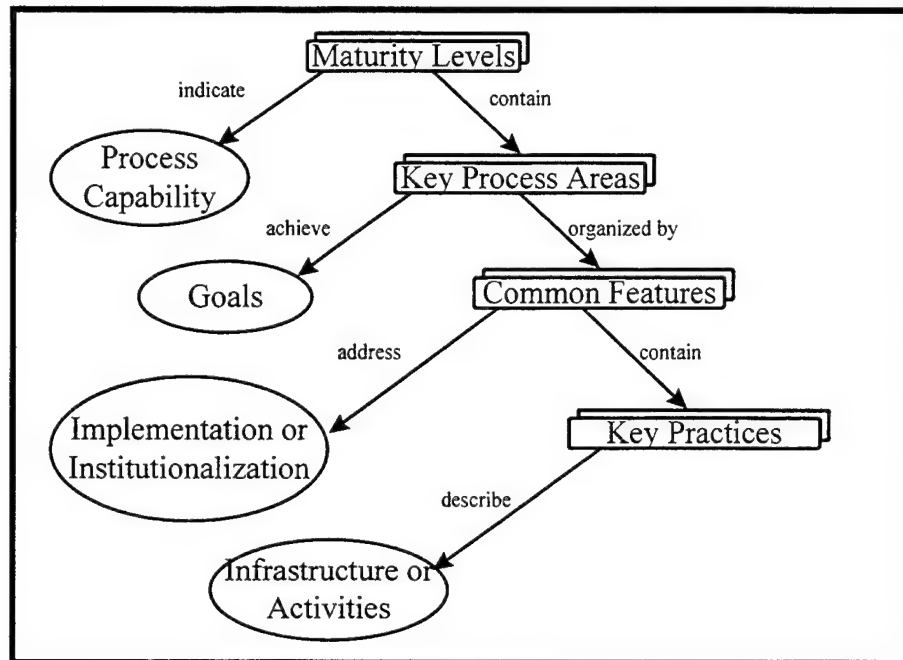 Maturity Levels
indicate
contain
Process
Capability
Key Process Areas
achieve
organized by
Goals
Common Features
address
contain
Implementation or
Institutionalization
Key Practices
describe
Infrastructure or
Activities